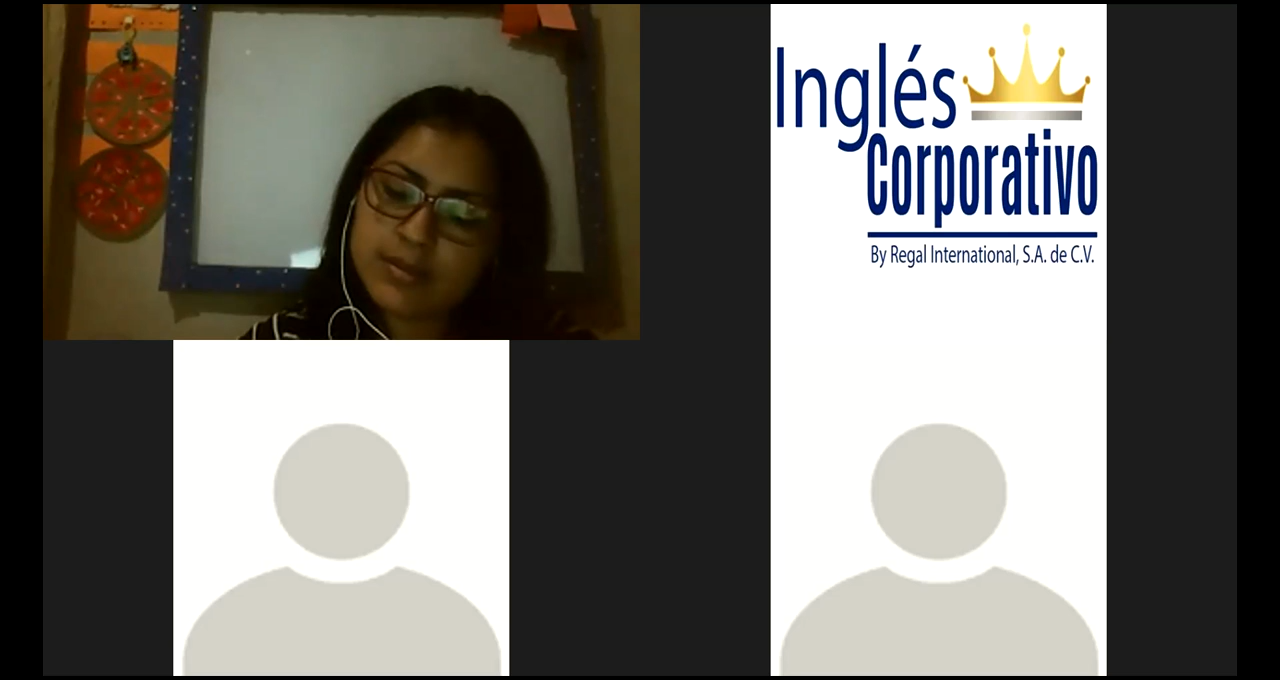 Inglés
Corporativo
By Regal International, S.A. de C.V.